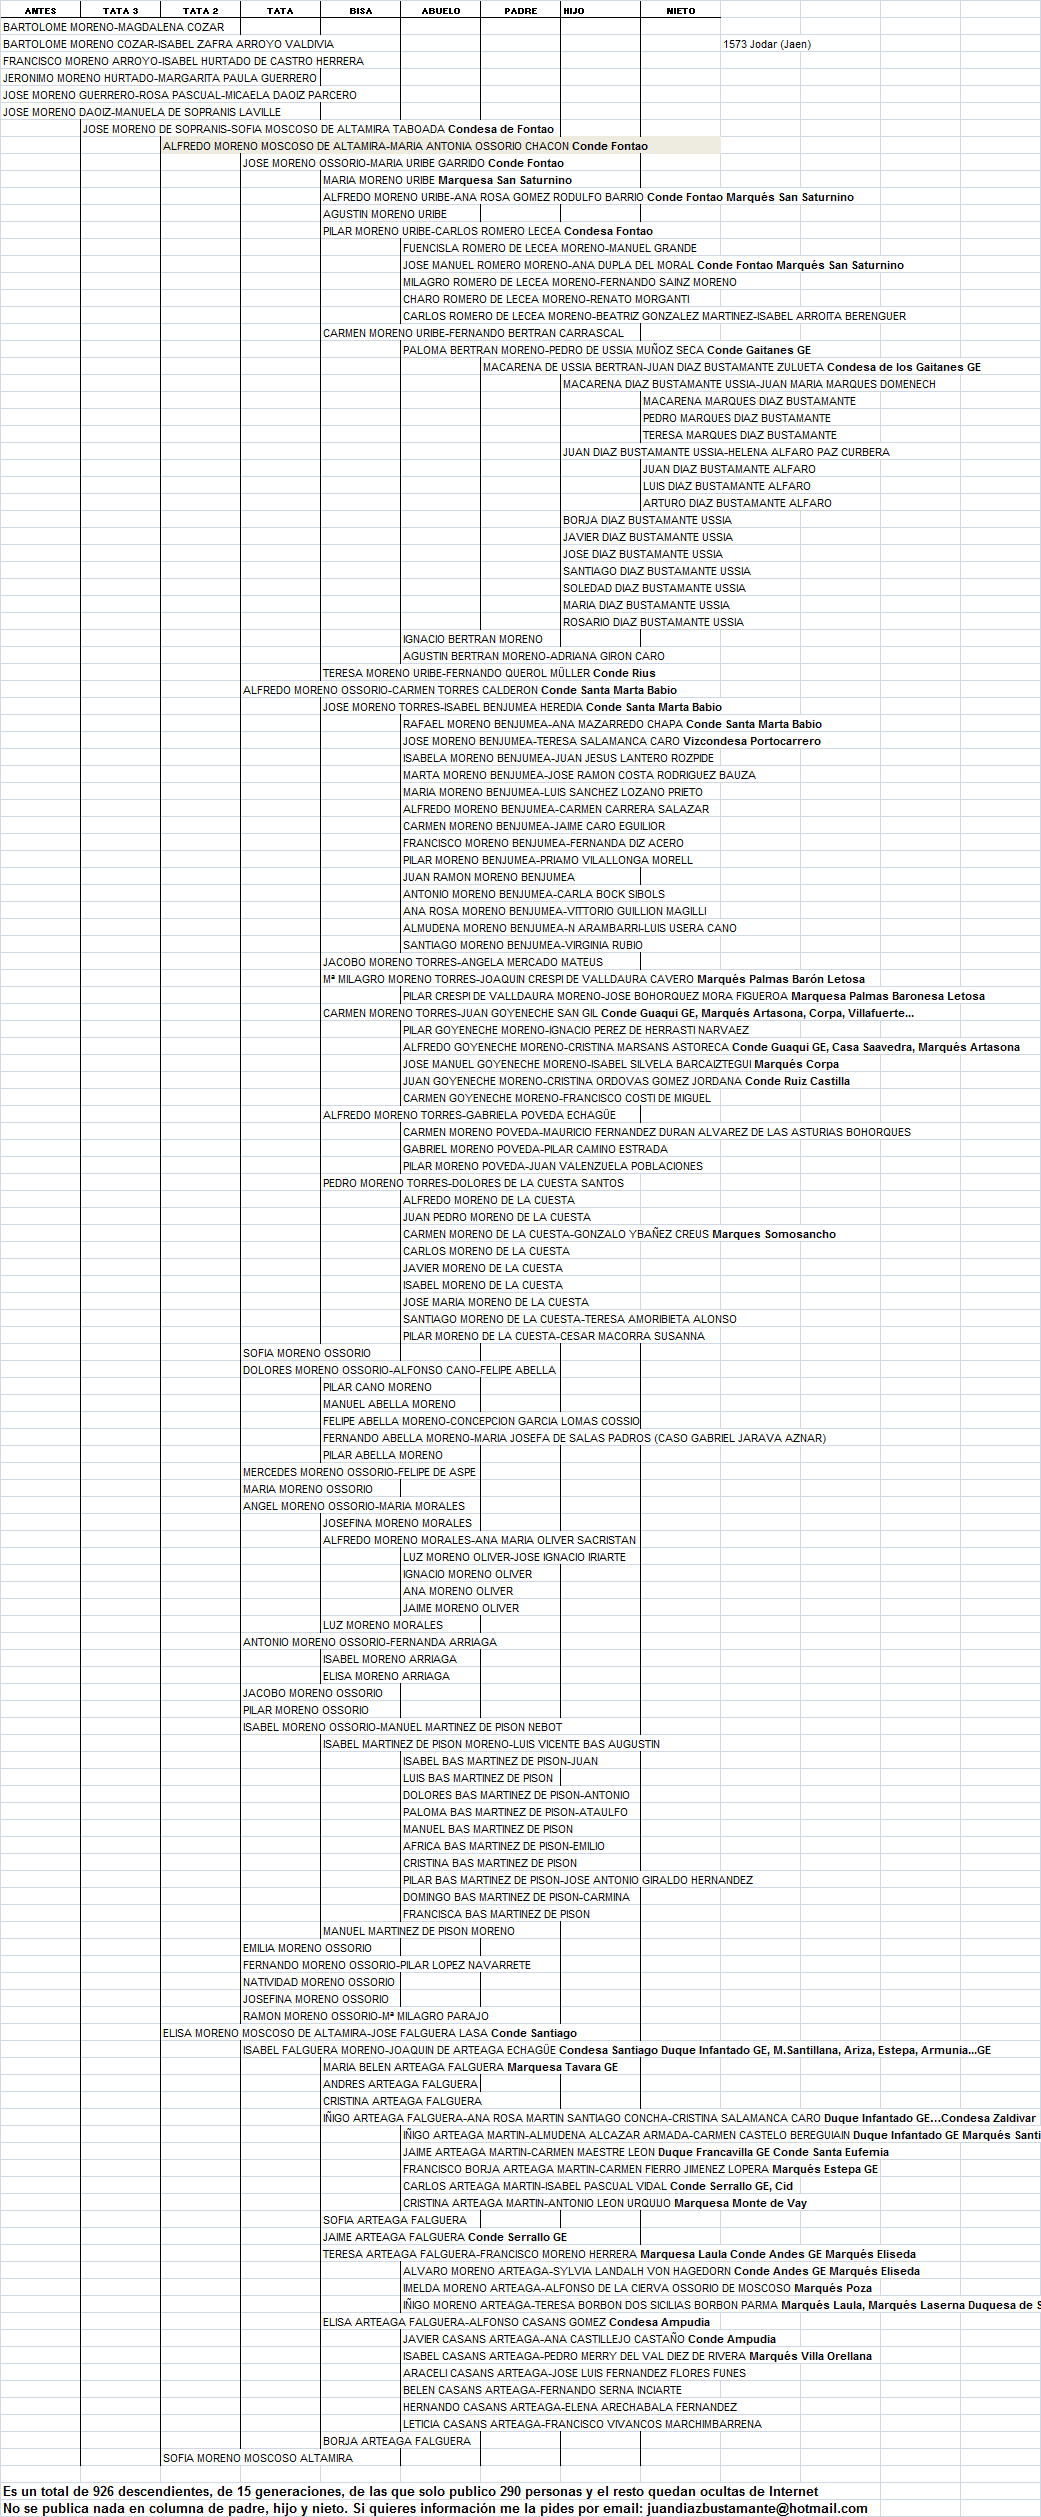 ANTES TATA 3 TATA 2 TATA BISA ABUELO PADRE HIJO NIETO
BARTOLOME MORENO-MAGDALENA COZAR
BARTOLOME MORENO COZAR-ISABEL ZAFRA ARROYO VALDIVIA 1573 Jodar (Jaen)
FRANCISCO MORENO ARROYO-ISABEL HURTADO DE CASTRO HERRERA
JERONIMO MORENO HURTADO-MARGARITA PAULA GUERRERO
JOSE MORENO GUERRERO-ROSA PASCUAL-MICAELA DAOIZ PARCERO
JOSE MORENO DAOIZ-MANUELA DE SOPRANIS LAVILLE
JOSE MORENO DE SOPRANIS-SOFIA MOSCOSO DE ALTAMIRA TABOADA Condesa de Fontao
ALFREDO MORENO MOSCOSO DE ALTAMIRA-MARIA ANTONIA OSSORIO CHACON Conde Fontao
JOSE MORENO OSSORIO-MARIA URIBE GARRIDO Conde Fontao
MARIA MORENO URIBE Marquesa San Saturnino
ALFREDO MORENO URIBE-ANA ROSA GOMEZ RODULFO BARRIO Conde Fontao Marqués San Saturnino
AGUSTIN MORENO URIBE
PILAR MORENO URIBE-CARLOS ROMERO LECEA Condesa Fontao
FUENCISLA ROMERO DE LECEA MORENO-MANUEL GRANDE
JOSE MANUEL ROMERO MORENO-ANA DUPLA DEL MORAL Conde Fontao Marqués San Saturnino
MILAGRO ROMERO DE LECEA MORENO-FERNANDO SAINZ MORENO
CHARO ROMERO DE LECEA MORENO-RENATO MORGANTI
CARLOS ROMERO DE LECEA MORENO-BEATRIZ GONZALEZ MARTINEZ-ISABEL ARROITA BERENGUER
CARMEN MORENO URIBE-FERNANDO BERTRAN CARRASCAL
PALOMA BERTRAN MORENO-PEDRO DE USSIA MUÑOZ SECA Conde Gaitanes GE
MACARENA DE USSIA BERTRAN-JUAN DIAZ BUSTAMANTE ZULUETA Condesa de los Gaitanes GE
MACARENA DIAZ BUSTAMANTE USSIA-JUAN MARIA MARQUES DOMENECH
MACARENA MARQUES DIAZ BUSTAMANTE
PEDRO MARQUES DIAZ BUSTAMANTE
TERESA MARQUES DIAZ BUSTAMANTE
JUAN DIAZ BUSTAMANTE USSIA-HELENA ALFARO PAZ CURBERA
JUAN DIAZ BUSTAMANTE ALFARO
LUIS DIAZ BUSTAMANTE ALFARO
ARTURO DIAZ BUSTAMANTE ALFARO
BORJA DIAZ BUSTAMANTE USSIA
JAVIER DIAZ BUSTAMANTE USSIA
JOSE DIAZ BUSTAMANTE USSIA
SANTIAGO DIAZ BUSTAMANTE USSIA
SOLEDAD DIAZ BUSTAMANTE USSIA
MARIA DIAZ BUSTAMANTE USSIA
ROSARIO DIAZ BUSTAMANTE USSIA
IGNACIO BERTRAN MORENO
AGUSTIN BERTRAN MORENO-ADRIANA GIRON CARO
TERESA MORENO URIBE-FERNANDO QUEROL MÜLLER Conde Rius
ALFREDO MORENO OSSORIO-CARMEN TORRES CALDERON Conde Santa Marta Babio
JOSE MORENO TORRES-ISABEL BENJUMEA HEREDIA Conde Santa Marta Babio
RAFAEL MORENO BENJUMEA-ANA MAZARREDO CHAPA Conde Santa Marta Babio
JOSE MORENO BENJUMEA-TERESA SALAMANCA CARO Vizcondesa Portocarrero
ISABELA MORENO BENJUMEA-JUAN JESUS LANTERO ROZPIDE
MARTA MORENO BENJUMEA-JOSE RAMON COSTA RODRIGUEZ BAUZA
MARIA MORENO BENJUMEA-LUIS SANCHEZ LOZANO PRIETO
ALFREDO MORENO BENJUMEA-CARMEN CARRERA SALAZAR
CARMEN MORENO BENJUMEA-JAIME CARO EGUILIOR
FRANCISCO MORENO BENJUMEA-FERNANDA DIZ ACERO
PILAR MORENO BENJUMEA-PRIAMO VILALLONGA MORELL
JUAN RAMON MORENO BENJUMEA
ANTONIO MORENO BENJUMEA-CARLA BOCK SIBOLS
ANA ROSA MORENO BENJUMEA-VITTORIO GUILLION MAGILLI
ALMUDENA MORENO BENJUMEA-N ARAMBARRI-LUIS USERA CANO
SANTIAGO MORENO BENJUMEA-VIRGINIA RUBIO
JACOBO MORENO TORRES-ANGELA MERCADO MATEUS
Mª MILAGRO MORENO TORRES-JOAQUIN CRESPI DE VALLDAURA CAVERO Marqués Palmas Barón Letosa
PILAR CRESPI DE VALLDAURA MORENO-JOSE BOHORQUEZ MORA FIGUEROA Marquesa Palmas Baronesa Letosa
CARMEN MORENO TORRES-JUAN GOYENECHE SAN GIL Conde Guaqui GE, Marqués Artasona, Corpa, Villafuerte...
PILAR GOYENECHE MORENO-IGNACIO PEREZ DE HERRASTI NARVAEZ
ALFREDO GOYENECHE MORENO-CRISTINA MARSANS ASTORECA Conde Guaqui GE, Casa Saavedra, Marqués Artasona
JOSE MANUEL GOYENECHE MORENO-ISABEL SILVELA BARCAIZTEGUI Marqués Corpa
JUAN GOYENECHE MORENO-CRISTINA ORDOVAS GOMEZ JORDANA Conde Ruiz Castilla
CARMEN GOYENECHE MORENO-FRANCISCO COSTI DE MIGUEL
ALFREDO MORENO TORRES-GABRIELA POVEDA ECHAGÜE
CARMEN MORENO POVEDA-MAURICIO FERNANDEZ DURAN ALVAREZ DE LAS ASTURIAS BOHORQUES
GABRIEL MORENO POVEDA-PILAR CAMINO ESTRADA
PILAR MORENO POVEDA-JUAN VALENZUELA POBLACIONES
PEDRO MORENO TORRES-DOLORES DE LA CUESTA SANTOS
ALFREDO MORENO DE LA CUESTA
JUAN PEDRO MORENO DE LA CUESTA
CARMEN MORENO DE LA CUESTA-GONZALO YBAÑEZ CREUS Marques Somosancho
CARLOS MORENO DE LA CUESTA
JAVIER MORENO DE LA CUESTA
ISABEL MORENO DE LA CUESTA
JOSE MARIA MORENO DE LA CUESTA
SANTIAGO MORENO DE LA CUESTA-TERESA AMORIBIETA ALONSO
PILAR MORENO DE LA CUESTA-CESAR MACORRA SUSANNA
SOFIA MORENO OSSORIO
DOLORES MORENO OSSORIO-ALFONSO CANO-FELIPE ABELLA
PILAR CANO MORENO
MANUEL ABELLA MORENO
FELIPE ABELLA MORENO-CONCEPCION GARCIA LOMAS COSSIO
FERNANDO ABELLA MORENO-MARIA JOSEFA DE SALAS PADROS (CASO GABRIEL JARAVA AZNAR)
PILAR ABELLA MORENO
MERCEDES MORENO OSSORIO-FELIPE DE ASPE
MARIA MORENO OSSORIO
ANGEL MORENO OSSORIO-MARIA MORALES
JOSEFINA MORENO MORALES
ALFREDO MORENO MORALES-ANA MARIA OLIVER SACRISTAN
LUZ MORENO OLIVER-JOSE IGNACIO IRIARTE
IGNACIO MORENO OLIVER
ANA MORENO OLIVER
JAIME MORENO OLIVER
LUZ MORENO MORALES
ANTONIO MORENO OSSORIO-FERNANDA ARRIAGA
ISABEL MORENO ARRIAGA
ELISA MORENO ARRIAGA
JACOBO MORENO OSSORIO
PILAR MORENO OSSORIO
ISABEL MORENO OSSORIO-MANUEL MARTINEZ DE PISON NEBOT
ISABEL MARTINEZ DE PISON MORENO-LUIS VICENTE BAS AUGUSTIN
ISABEL BAS MARTINEZ DE PISON-JUAN
LUIS BAS MARTINEZ DE PISON
DOLORES BAS MARTINEZ DE PISON-ANTONIO
PALOMA BAS MARTINEZ DE PISON-ATAULFO
MANUEL BAS MARTINEZ DE PISON
AFRICA BAS MARTINEZ DE PISON-EMILIO
CRISTINA BAS MARTINEZ DE PISON
PILAR BAS MARTINEZ DE PISON-JOSE ANTONIO GIRALDO HERNANDEZ
DOMINGO BAS MARTINEZ DE PISON-CARMINA
FRANCISCA BAS MARTINEZ DE PISON
MANUEL MARTINEZ DE PISON MORENO
EMILIA MORENO OSSORIO
FERNANDO MORENO OSSORIO-PILAR LOPEZ NAVARRETE
NATIVIDAD MORENO OSSORIO
JOSEFINA MORENO OSSORIO
RAMON MORENO OSSORIO-Mª MILAGRO PARAJO
ELISA MORENO MOSCOSO DE ALTAMIRA-JOSE FALGUERA LASA Conde Santiago
ISABEL FALGUERA MORENO-JOAQUIN DE ARTEAGA ECHAGÜE Condesa Santiago Duque Infantado GE, M.Santillana, Ariza, Estepa, Armunia...GE
MARIA BELEN ARTEAGA FALGUERA Marquesa Tavara GE
ANDRES ARTEAGA FALGUERA
CRISTINA ARTEAGA FALGUERA
IÑIGO ARTEAGA FALGUERA-ANA ROSA MARTIN SANTIAGO CONCHA-CRISTINA SALAMANCA CARO Duque Infantado GE...Condesa Zaldivar
IÑIGO ARTEAGA MARTIN-ALMUDENA ALCAZAR ARMADA-CARMEN CASTELO BEREGUIAIN Duque Infantado GE Marqués Santi
JAIME ARTEAGA MARTIN-CARMEN MAESTRE LEON Duque Francavilla GE Conde Santa Eufemia
FRANCISCO BORJA ARTEAGA MARTIN-CARMEN FIERRO JIMENEZ LOPERA Marqués Estepa GE
CARLOS ARTEAGA MARTIN-ISABEL PASCUAL VIDAL Conde Serrallo GE, Cid
CRISTINA ARTEAGA MARTIN-ANTONIO LEON URQUIJO Marquesa Monte de Vay
SOFIA ARTEAGA FALGUERA
JAIME ARTEAGA FALGUERA Conde Serrallo GE
TERESA ARTEAGA FALGUERA-FRANCISCO MORENO HERRERA Marquesa Laula Conde Andes GE Marqués Eliseda
ALVARO MORENO ARTEAGA-SYLVIA LANDALH VON HAGEDORN Conde Andes GE Marqués Eliseda
IMELDA MORENO ARTEAGA-ALFONSO DE LA CIERVA OSSORIO DE MOSCOSO Marqués Poza
IÑIGO MORENO ARTEAGA-TERESA BORBON DOS SICILIAS BORBON PARMA Marqués Laula, Marqués Laserna Duquesa de S
ELISA ARTEAGA FALGUERA-ALFONSO CASANS GOMEZ Condesa Ampudia
JAVIER CASANS ARTEAGA-ANA CASTILLEJO CASTAÑO Conde Ampudia
ISABEL CASANS ARTEAGA-PEDRO MERRY DEL VAL DIEZ DE RIVERA Marqués Villa Orellana
ARACELI CASANS ARTEAGA-JOSE LUIS FERNANDEZ FLORES FUNES
BELEN CASANS ARTEAGA-FERNANDO SERNA INCIARTE
HERNANDO CASANS ARTEAGA-ELENA ARECHABALA FERNANDEZ
LETICIA CASANS ARTEAGA-FRANCISCO VIVANCOS MARCHIMBARRENA
BORJA ARTEAGA FALGUERA
SOFIA MORENO MOSCOSO ALTAMIRA
Es un total de 926 descendientes, de 15 generaciones, de las que solo publico 290 personas y el resto quedan ocultas de Internet
No se publica nada en columna de padre, hijo y nieto. Si quieres información me la pides por email: juandiazbustamante@hotmail.com